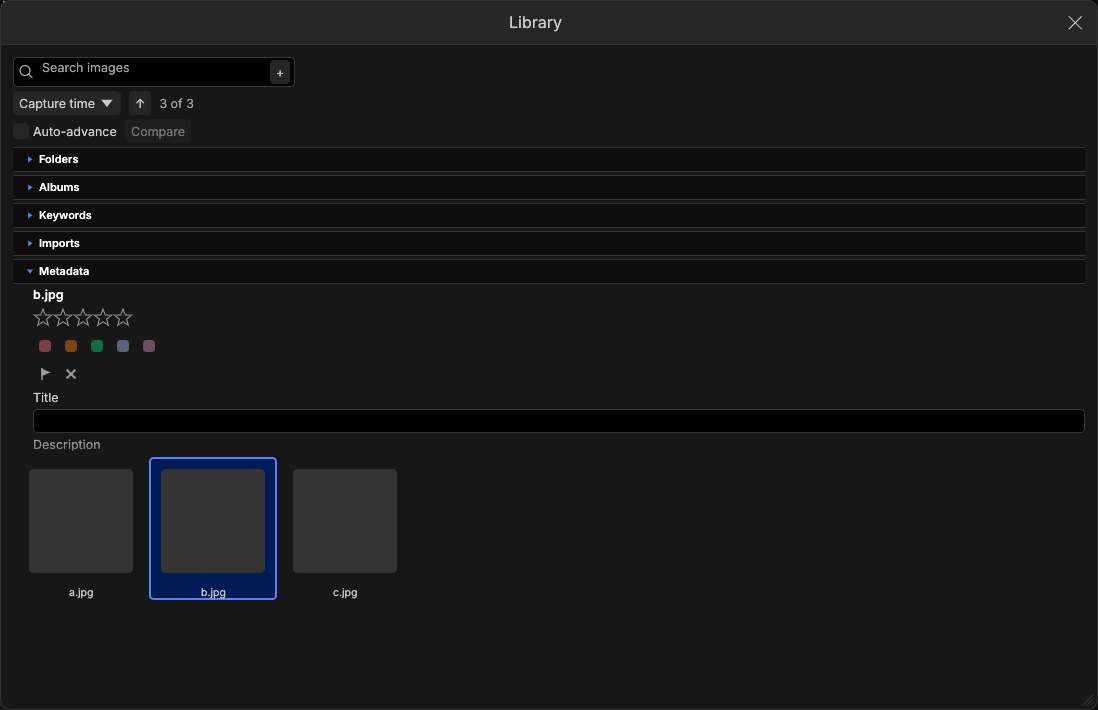 Library
Search images
+
Capture time 3 of 3
Auto-advance Compare
Folders
Albums
Keywords
Imports
Metadata
b.jpg
Title
Description
a.jpg b.jpg c.jpg